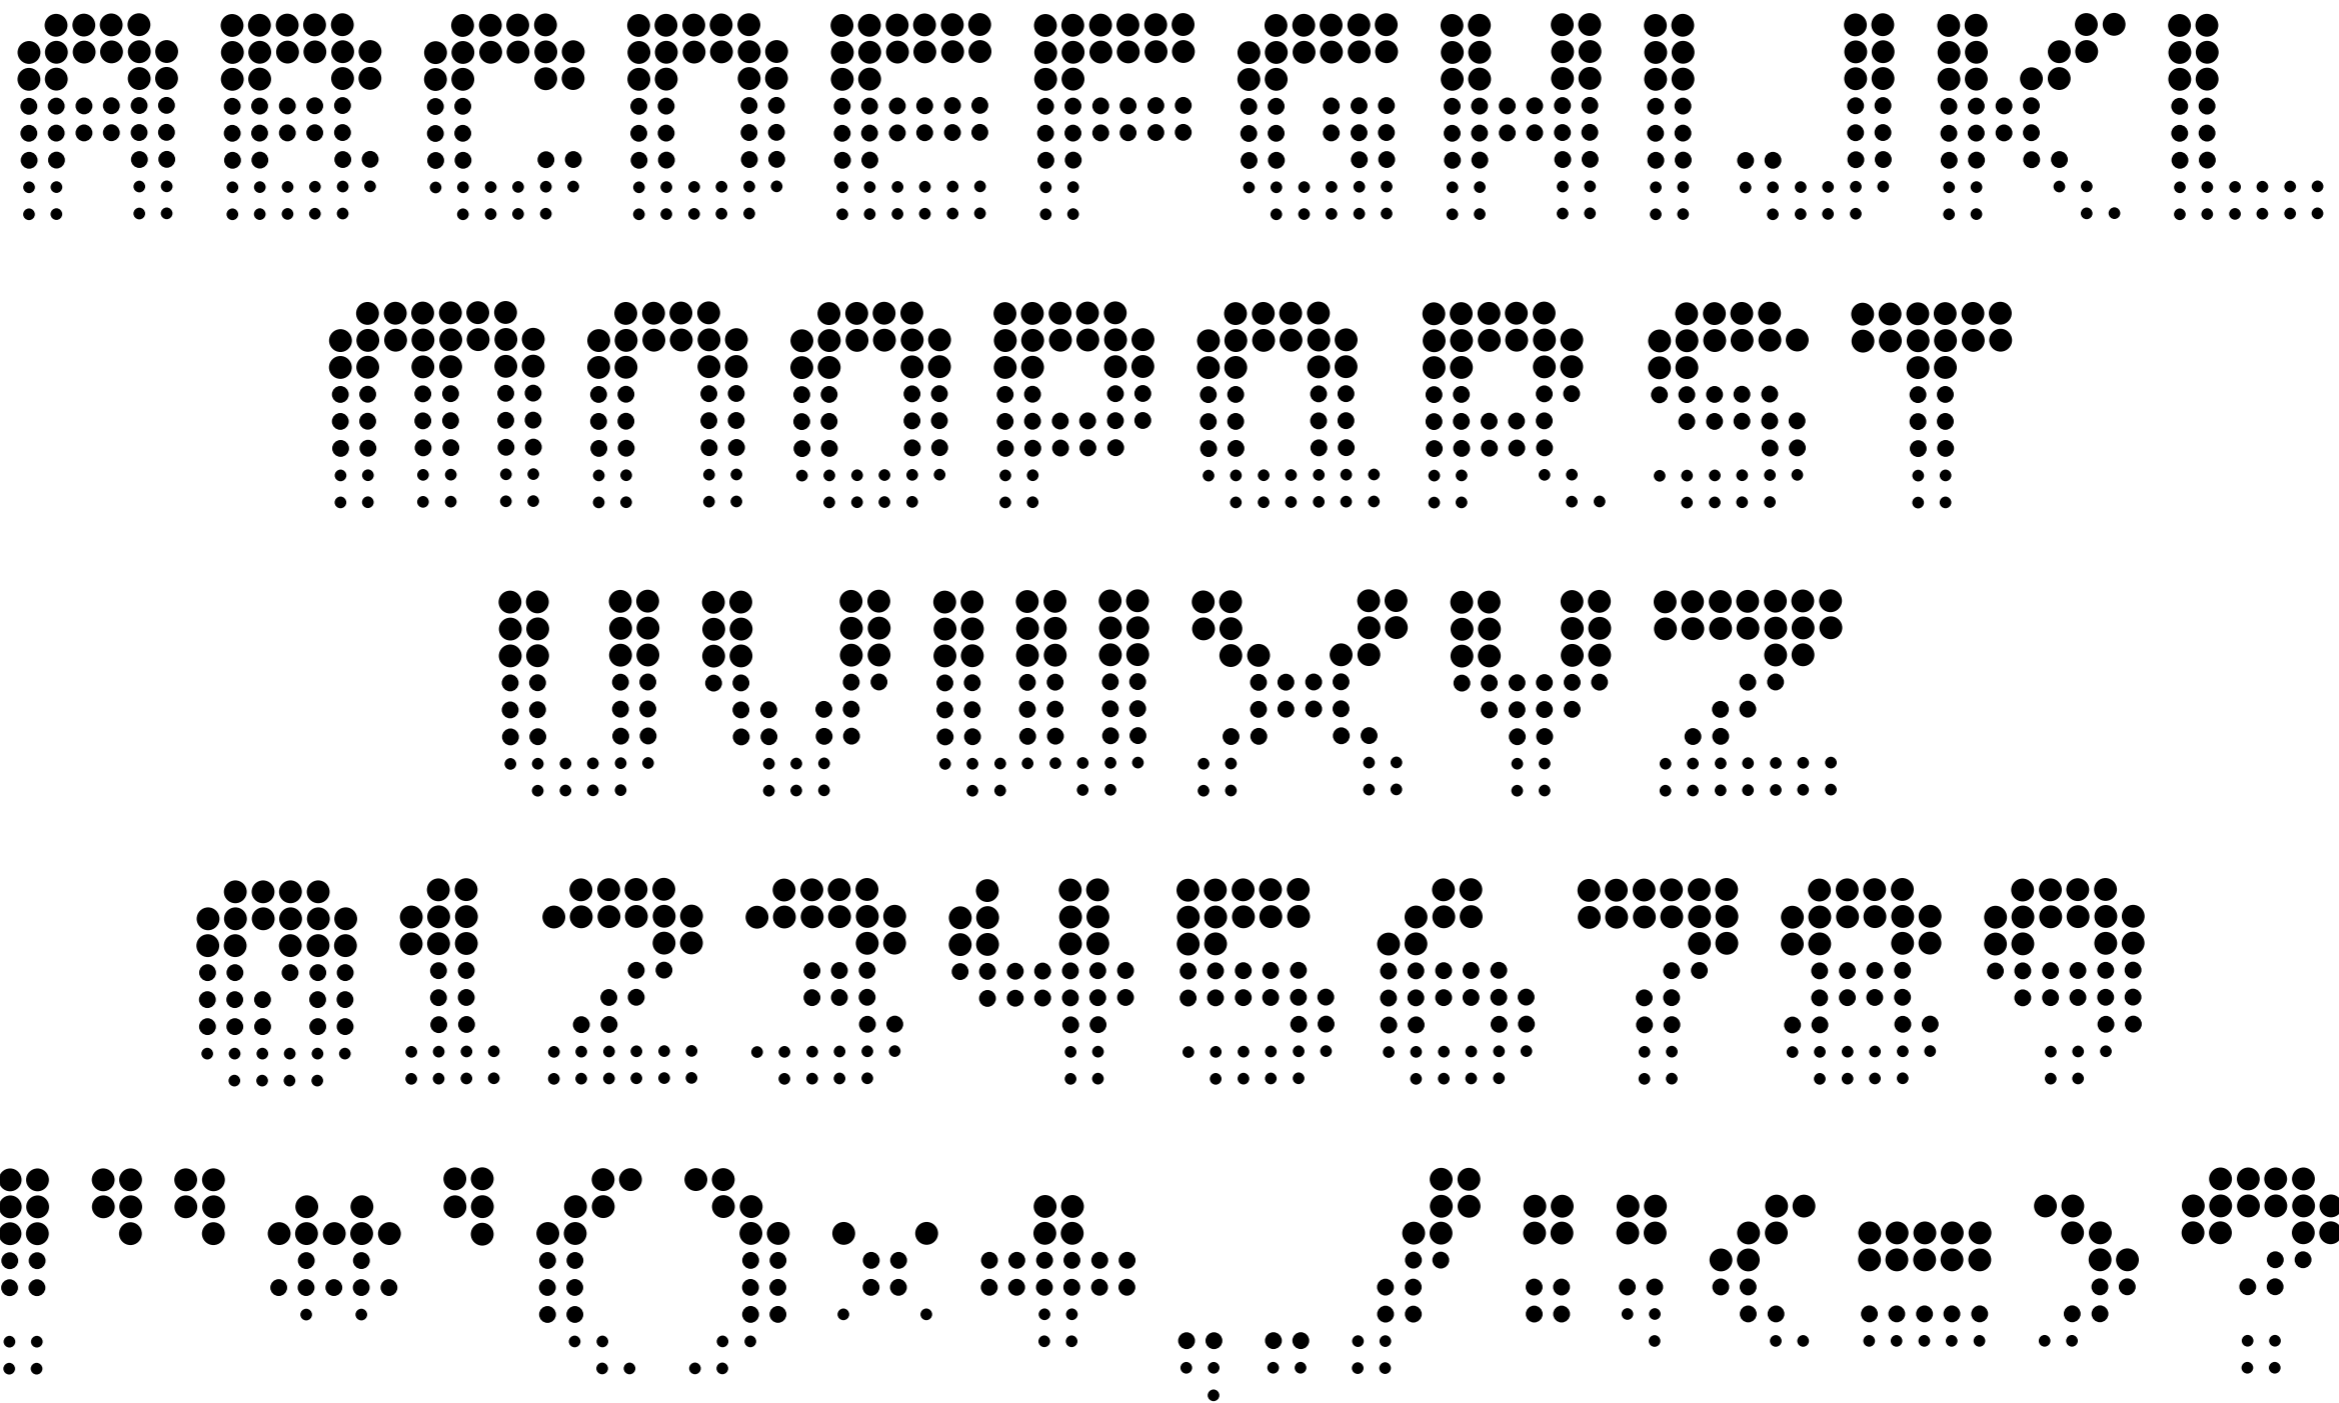 ABCDEFGHIJKL
MNOPQRST
UVWXYZ
0123456789
!"#'()*+,./:;<=>?